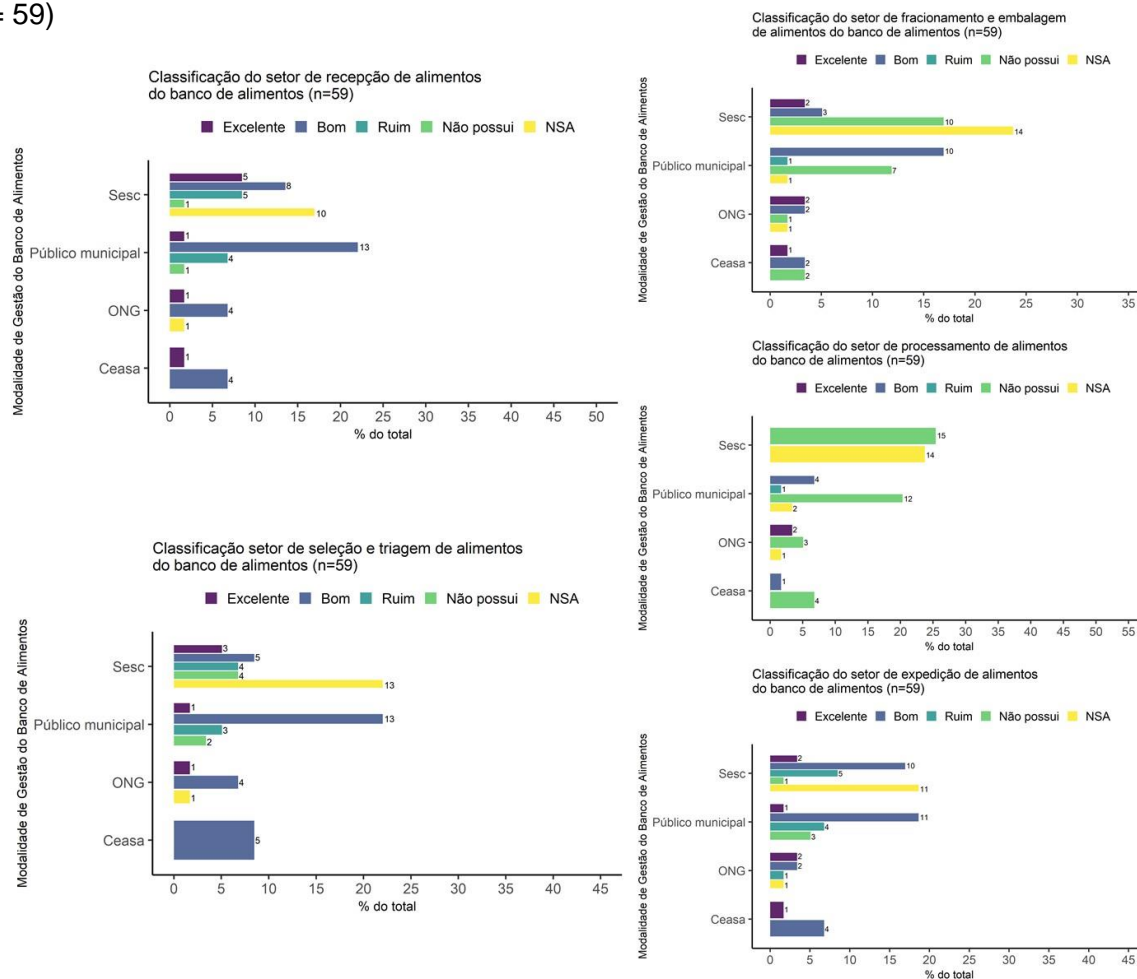 = 59)
Classificação do setor de recepção de alimentos
do banco de alimentos (n=59)
Excelente Bom Ruim Não possui NSA
Modalidade de Gestão do Banco de Alimentos
Sesc
5
8
5
1
10
Público municipal
1
13
4
1
ONG
1
4
1
Ceasa
1
4
0 5 10 15 20 25 30 35 40 45 50
% do total
Classificação setor de seleção e triagem de alimentos
do banco de alimentos (n=59)
Excelente Bom Ruim Não possui NSA
Modalidade de Gestão do Banco de Alimentos
Sesc
3
5
4
4
13
Público municipal
1
13
3
2
ONG
1
4
1
Ceasa
5
0 5 10 15 20 25 30 35 40 45
% do total
Classificação do setor de fracionamento e embalagem
de alimentos do banco de alimentos (n=59)
Excelente Bom Ruim Não possui NSA
Modalidade de Gestão do Banco de Alimentos
Sesc
2
3
10
14
Público municipal
10
1
7
1
ONG
2
2
1
1
Ceasa
1
2
2
0 5 10 15 20 25 30 35
% do total
Classificação do setor de processamento de alimentos
do banco de alimentos (n=59)
Excelente Bom Ruim Não possui NSA
Modalidade de Gestão do Banco de Alimentos
Sesc
15
14
Público municipal
4
1
12
2
ONG
2
3
1
Ceasa
1
4
0 5 10 15 20 25 30 35 40 45 50 55
% do total
Classificação do setor de expedição de alimentos
do banco de alimentos (n=59)
Excelente Bom Ruim Não possui NSA
Modalidade de Gestão do Banco de Alimentos
Sesc
2
10
5
1
11
Público municipal
1
11
4
3
ONG
2
2
1
1
Ceasa
1
4
0 5 10 15 20 25 30 35 40 45
% do total